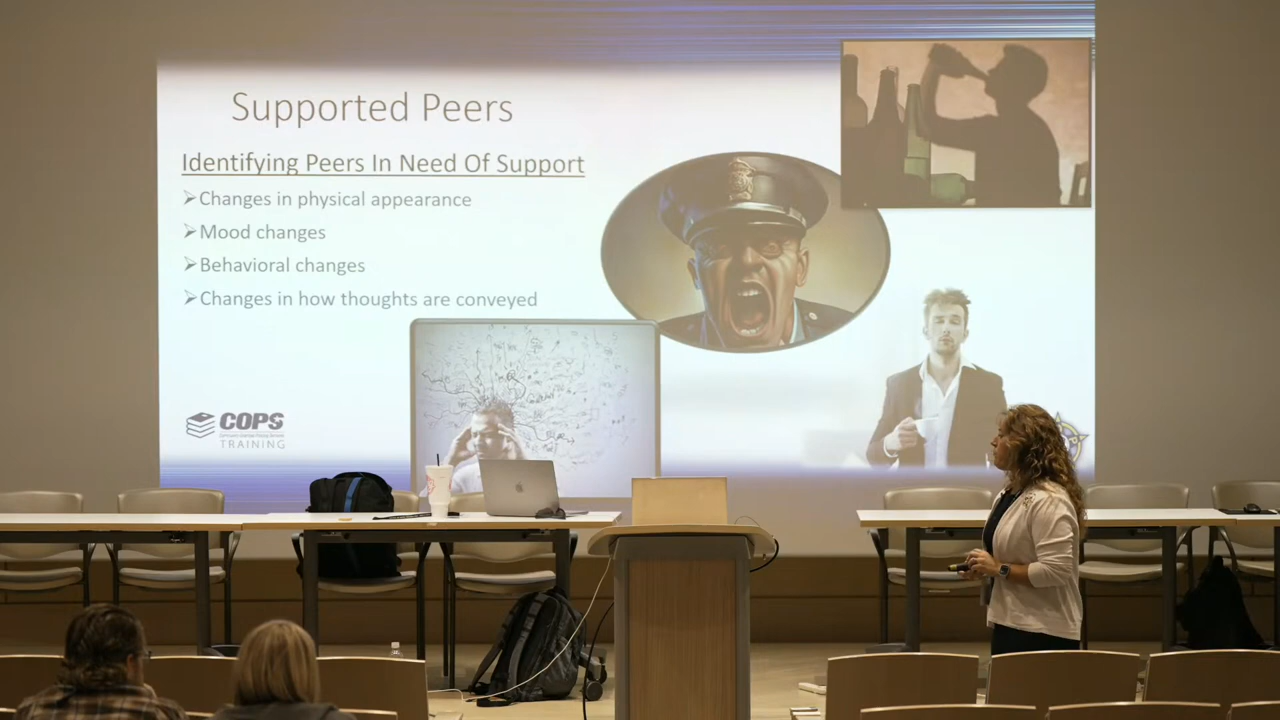 Supported Peers
Identifying Peers In Need Of Support
➢Changes in physical appearance
➢Mood changes
➢Behavioral changes
➢Changes in how thoughts are conveyed
COPS
TRAINING